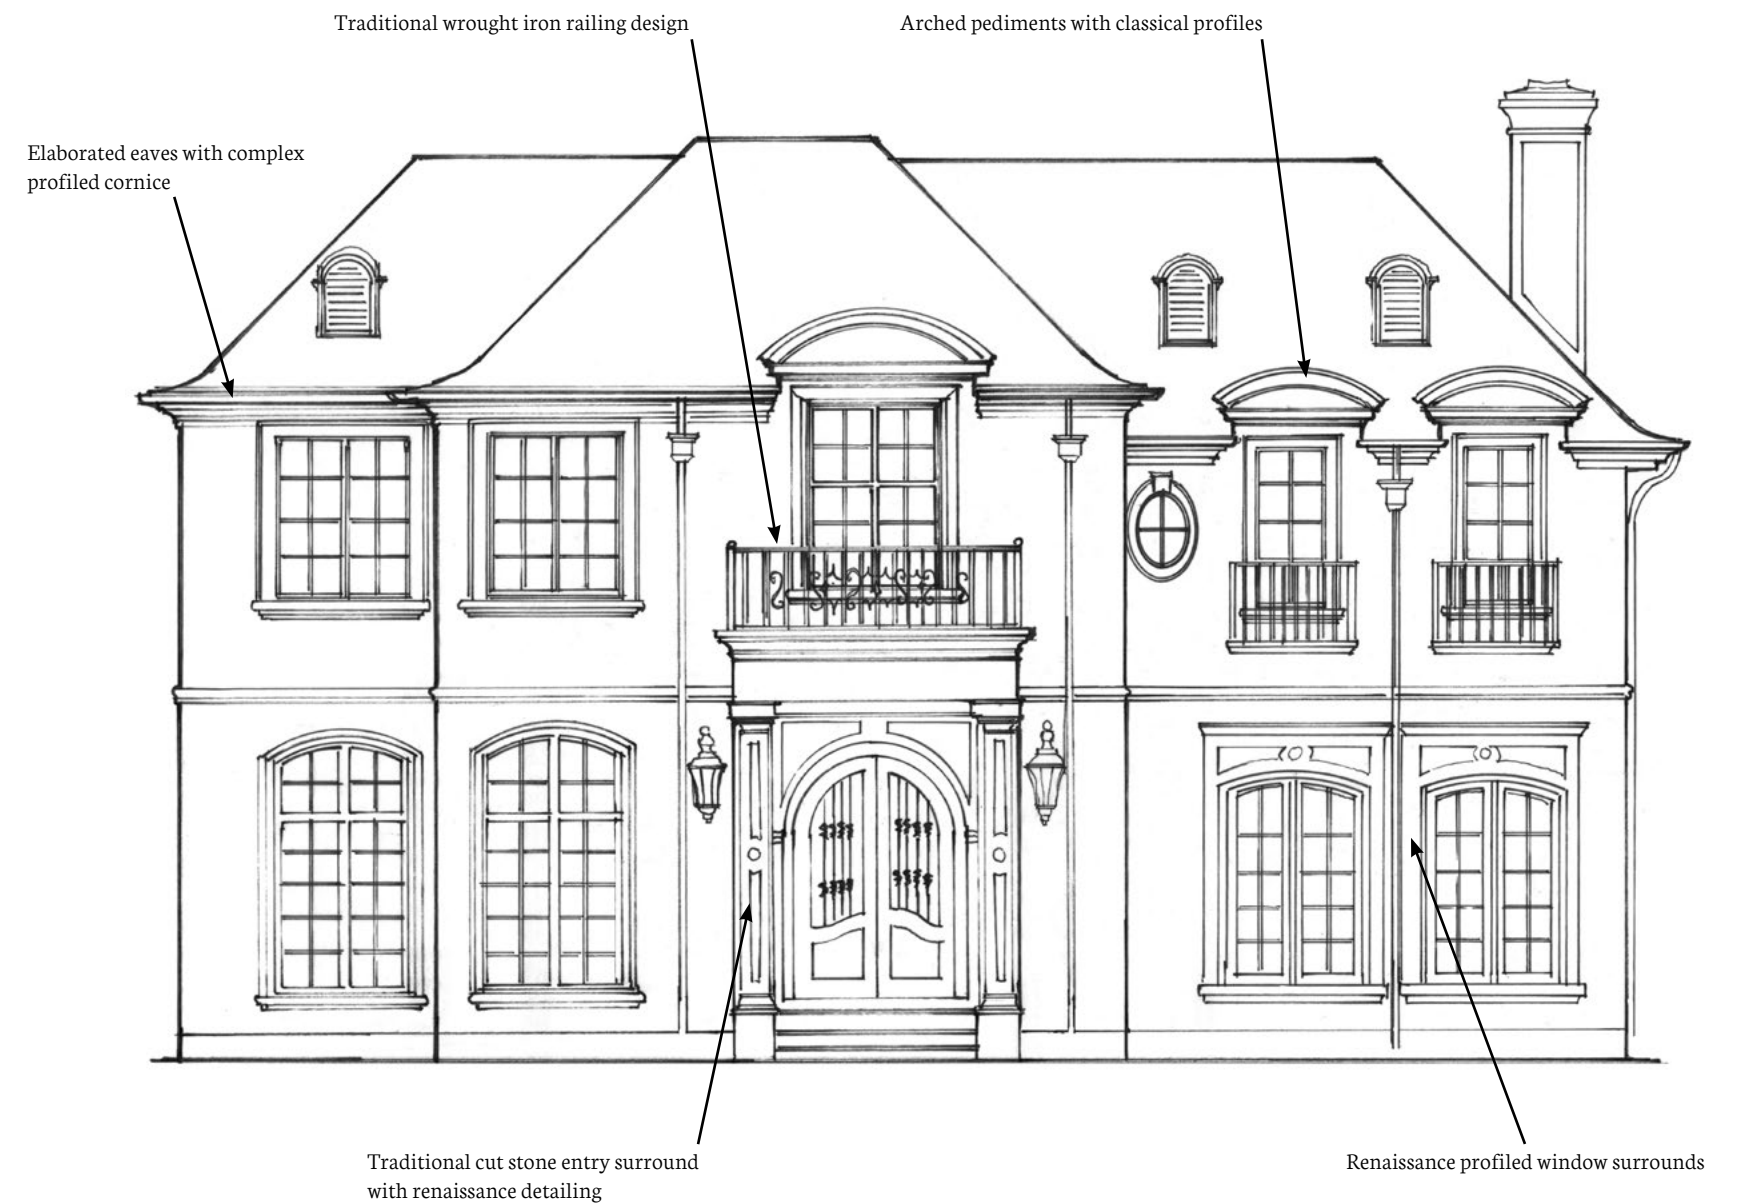 Traditional wrought iron railing design
Arched pediments with classical profiles
Elaborated eaves with complex
profiled cornice
Traditional cut stone entry surround
with renaissance detailing
Renaissance profiled window surrounds